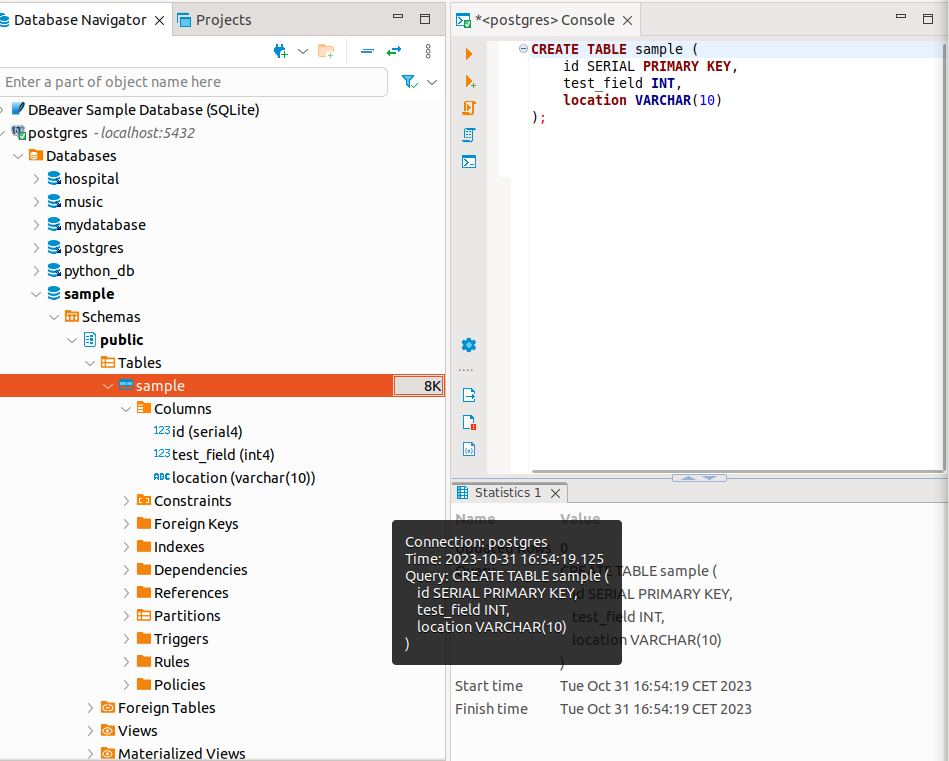 Database Navigator
Projects
Enter a part of object name here
DBeaver Sample Database (SQLite)
postgres - localhost:5432
Databases
hospital
music
mydatabase
postgres
python_db
sample
Schemas
public
Tables
sample 8K
Columns
123 id (serial4)
123 test_field (int4)
ABC location (varchar(10))
Constraints
Foreign Keys
Indexes
Dependencies
References
Partitions
Triggers
Rules
Policies
Foreign Tables
Views
Materialized Views
*<postgres> Console
CREATE TABLE sample (
id SERIAL PRIMARY KEY,
test_field INT,
location VARCHAR(10)
);
Statistics 1
Name Value
Updated Rows 0
CREATE TABLE sample (
id SERIAL PRIMARY KEY,
test_field INT,
location VARCHAR(10)
)
Start time Tue Oct 31 16:54:19 CET 2023
Finish time Tue Oct 31 16:54:19 CET 2023
Connection: postgres
Time: 2023-10-31 16:54:19.125
Query: CREATE TABLE sample (
id SERIAL PRIMARY KEY,
test_field INT,
location VARCHAR(10)
)